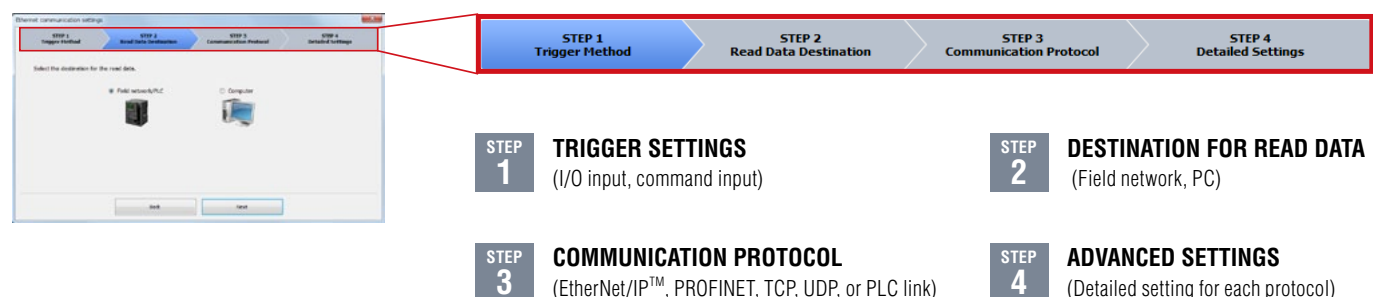 Ethernet communication settings
STEP 1
Trigger Method
STEP 2
Read Data Destination
STEP 3
Communication Protocol
STEP 4
Detailed Settings
Select the destination for the read data.
Field network/PLC
Computer
Back
Next
STEP 1
Trigger Method
STEP 2
Read Data Destination
STEP 3
Communication Protocol
STEP 4
Detailed Settings
STEP
1
TRIGGER SETTINGS
(I/O input, command input)
STEP
2
DESTINATION FOR READ DATA
(Field network, PC)
STEP
3
COMMUNICATION PROTOCOL
(EtherNet/IP™, PROFINET, TCP, UDP, or PLC link)
STEP
4
ADVANCED SETTINGS
(Detailed setting for each protocol)